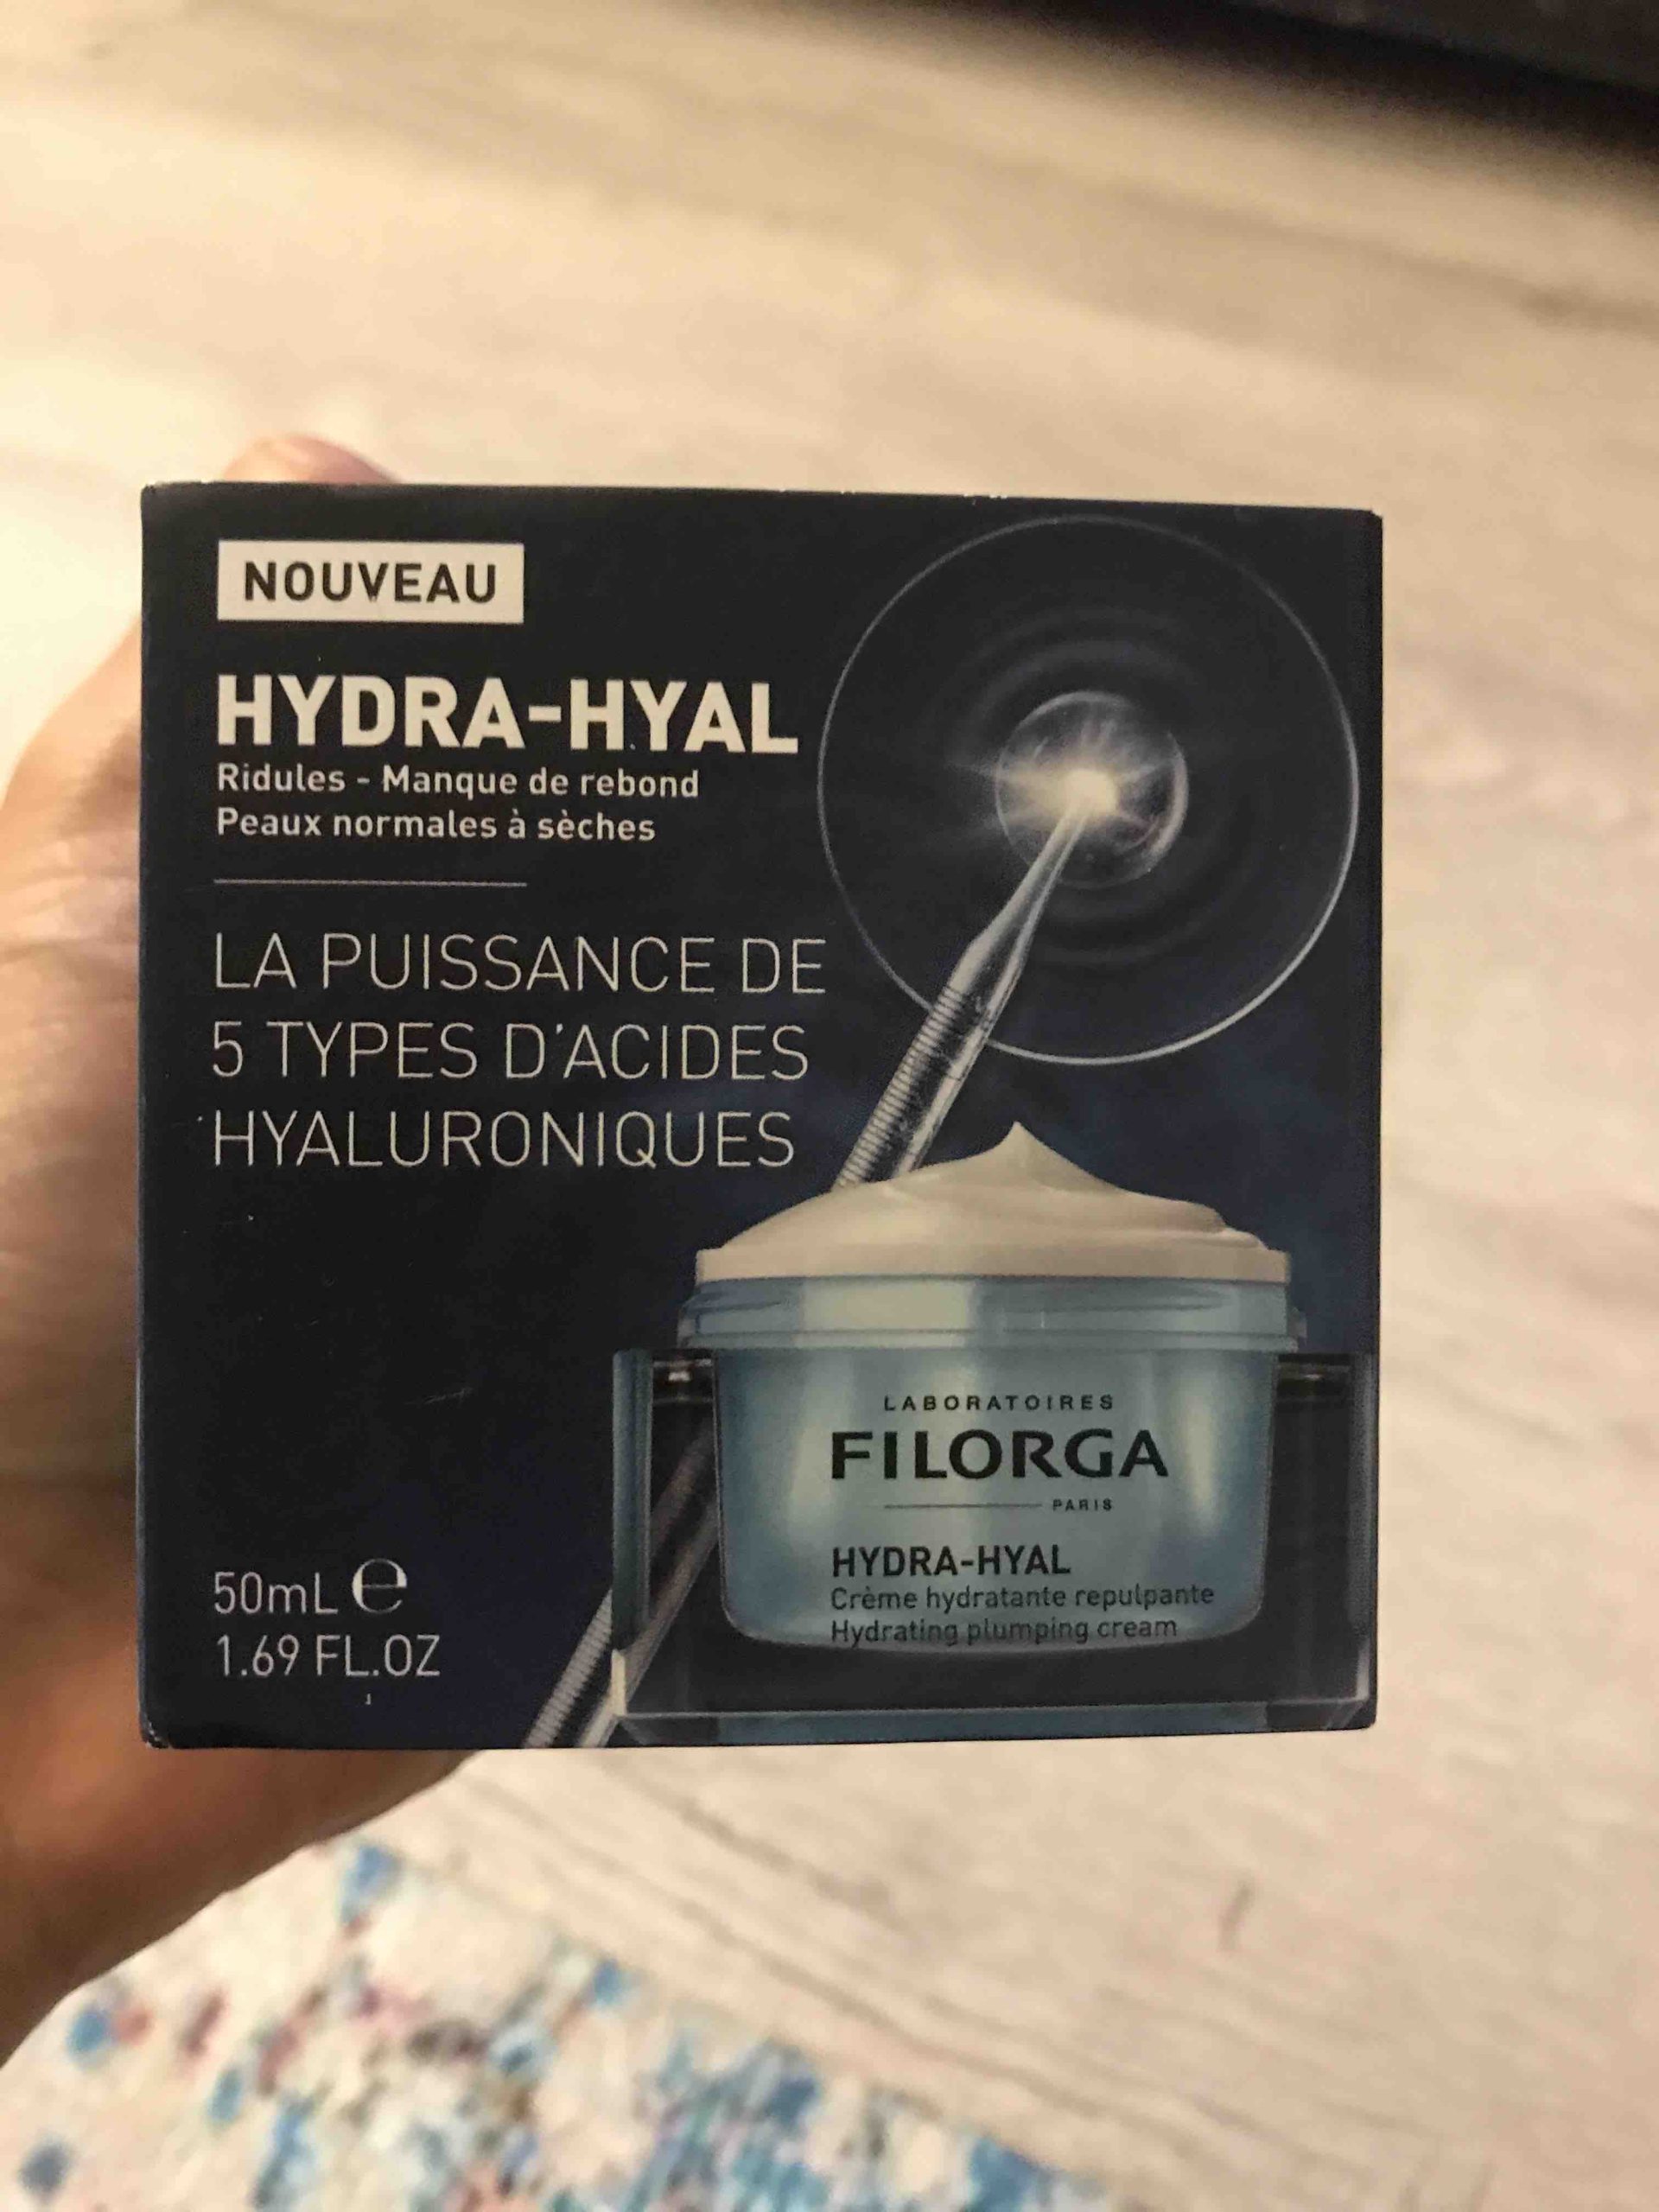 NOUVEAU
HYDRA-HYAL
Ridules - Manque de rebond
Peaux normales à sèches
LA PUISSANCE DE
5 TYPES D'ACIDES
HYALURONIQUES
LABORATOIRES
FILORGA
PARIS
HYDRA-HYAL
Crème hydratante repulpante
Hydrating plumping cream
50mL e
1.69 FL.OZ